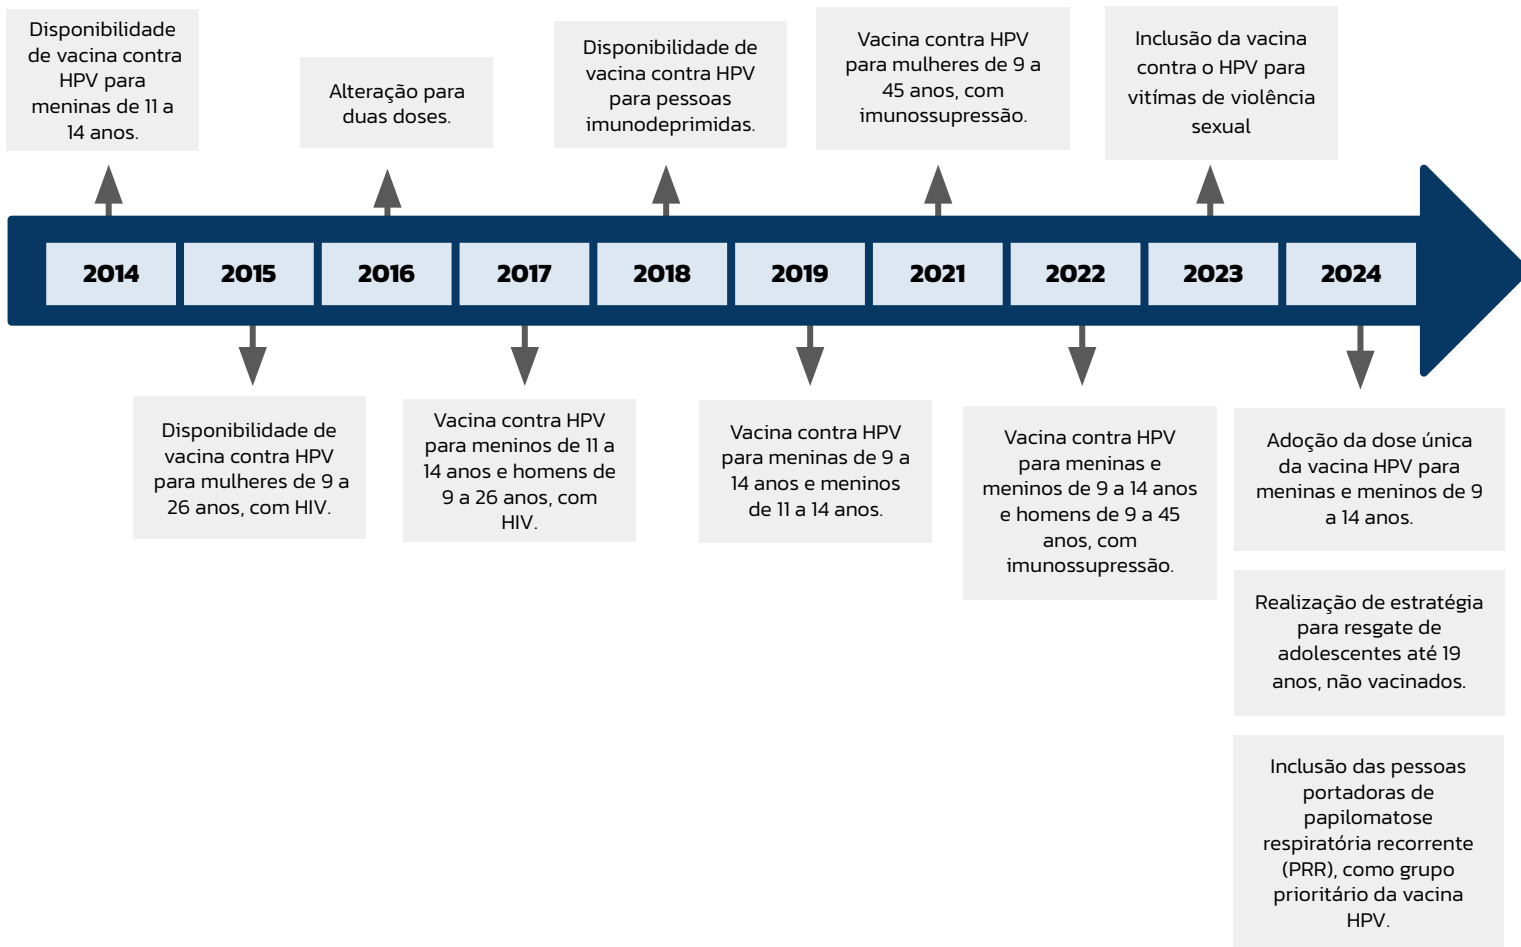 Disponibilidade
de vacina contra
HPV para
meninas de 11 a
14 anos.
Alteração para
duas doses.
Disponibilidade de
vacina contra HPV
para pessoas
imunodeprimidas.
Vacina contra HPV
para mulheres de 9 a
45 anos, com
imunossupressão.
Inclusão da vacina
contra o HPV para
vitímas de violência
sexual
2014
2015
2016
2017
2018
2019
2021
2022
2023
2024
Disponibilidade de
vacina contra HPV
para mulheres de 9 a
26 anos, com HIV.
Vacina contra HPV
para meninos de 11 a
14 anos e homens de
9 a 26 anos, com
HIV.
Vacina contra HPV
para meninas de 9 a
14 anos e meninos
de 11 a 14 anos.
Vacina contra HPV
para meninas e
meninos de 9 a 14 anos
e homens de 9 a 45
anos, com
imunossupressão.
Adoção da dose única
da vacina HPV para
meninas e meninos de 9
a 14 anos.
Realização de estratégia
para resgate de
adolescentes até 19
anos, não vacinados.
Inclusão das pessoas
portadoras de
papilomatose
respiratória recorrente
(PRR), como grupo
prioritário da vacina
HPV.